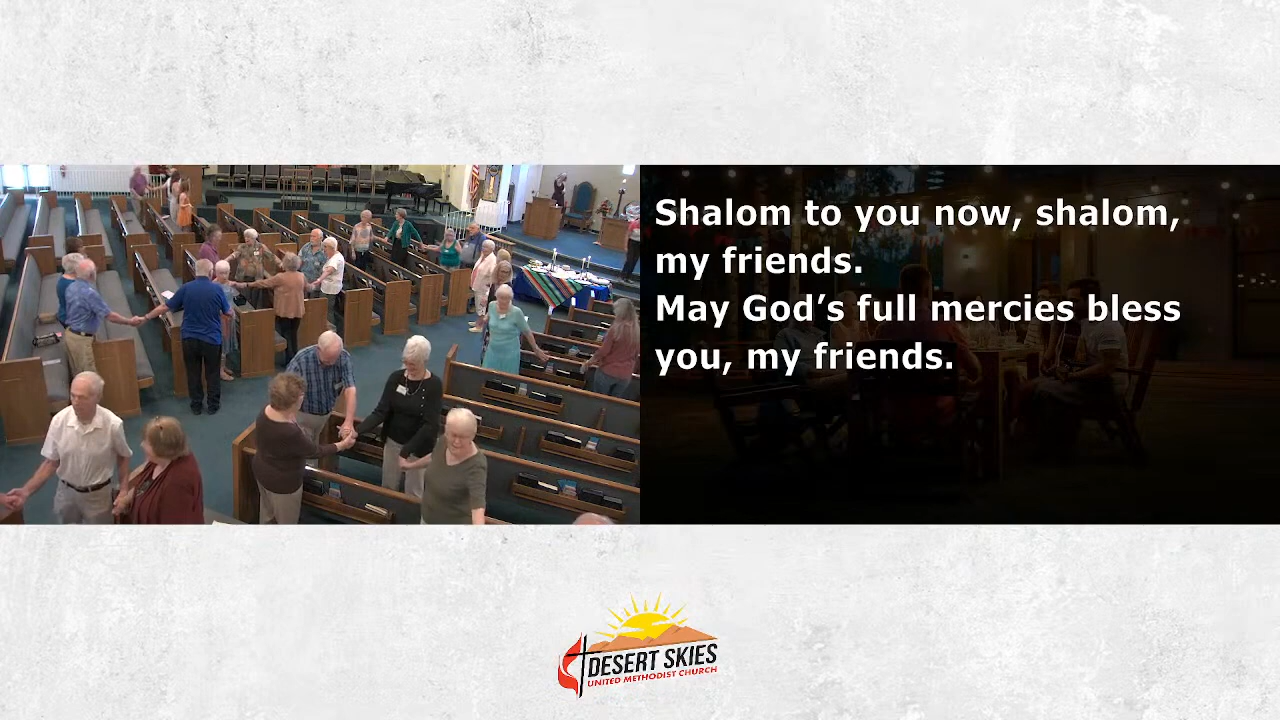 Shalom to you now, shalom,
my friends.
May God’s full mercies bless
you, my friends.
DESERT SKIES
UNITED METHODIST CHURCH